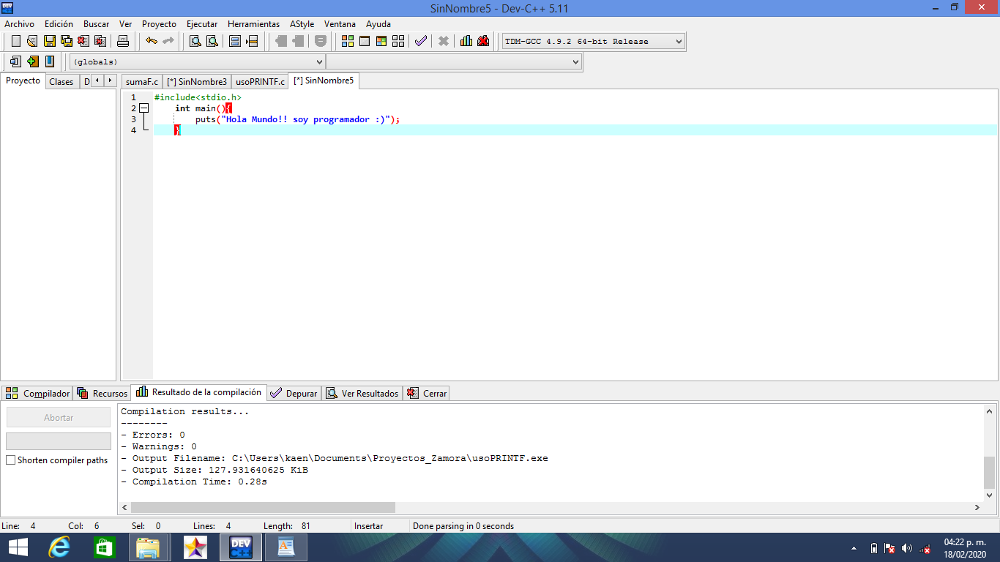 SinNombre5 - Dev-C++ 5.11
Archivo Edición Buscar Ver Proyecto Ejecutar Herramientas AStyle Ventana Ayuda
TDM-GCC 4.9.2 64-bit Release
(globals)
Proyecto Clases D
sumaF.c [*] SinNombre3 usoPRINTF.c [*] SinNombre5
1 #include<stdio.h>
2 int main(){
3 puts("Hola Mundo!! soy programador :)");
4 }
Compilador Recursos Resultado de la compilación Depurar Ver Resultados Cerrar
Abortar
Shorten compiler paths
Compilation results...
--------
- Errors: 0
- Warnings: 0
- Output Filename: C:\Users\kaen\Documents\Proyectos_Zamora\usoPRINTF.exe
- Output Size: 127.931640625 KiB
- Compilation Time: 0.28s
Line: 4 Col: 6 Sel: 0 Lines: 4 Length: 81 Insertar Done parsing in 0 seconds
DEV C++
04:22 p. m.
18/02/2020